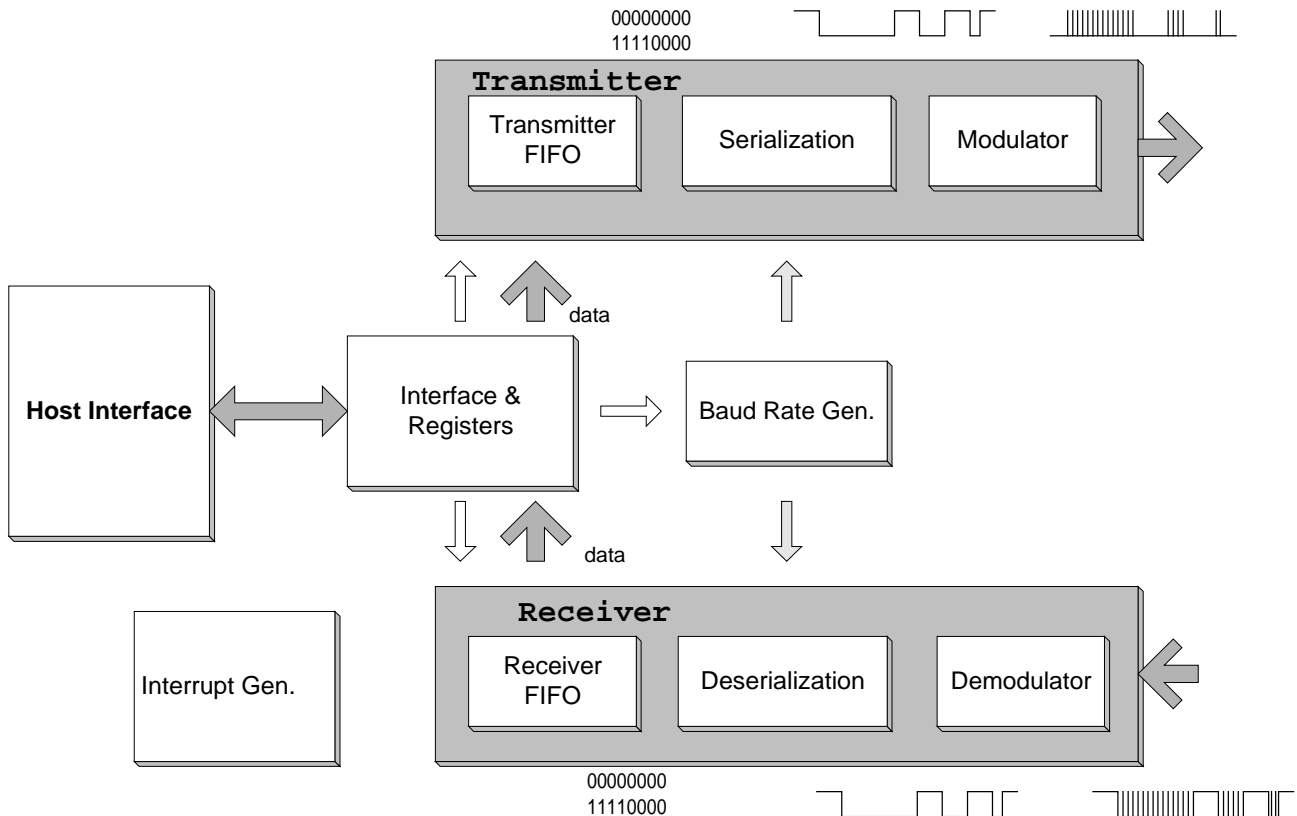 00000000
11110000
Transmitter
Transmitter
FIFO
Serialization
Modulator
data
Host Interface
Interface &
Registers
Baud Rate Gen.
data
Receiver
Interrupt Gen.
Receiver
FIFO
Deserialization
Demodulator
00000000
11110000